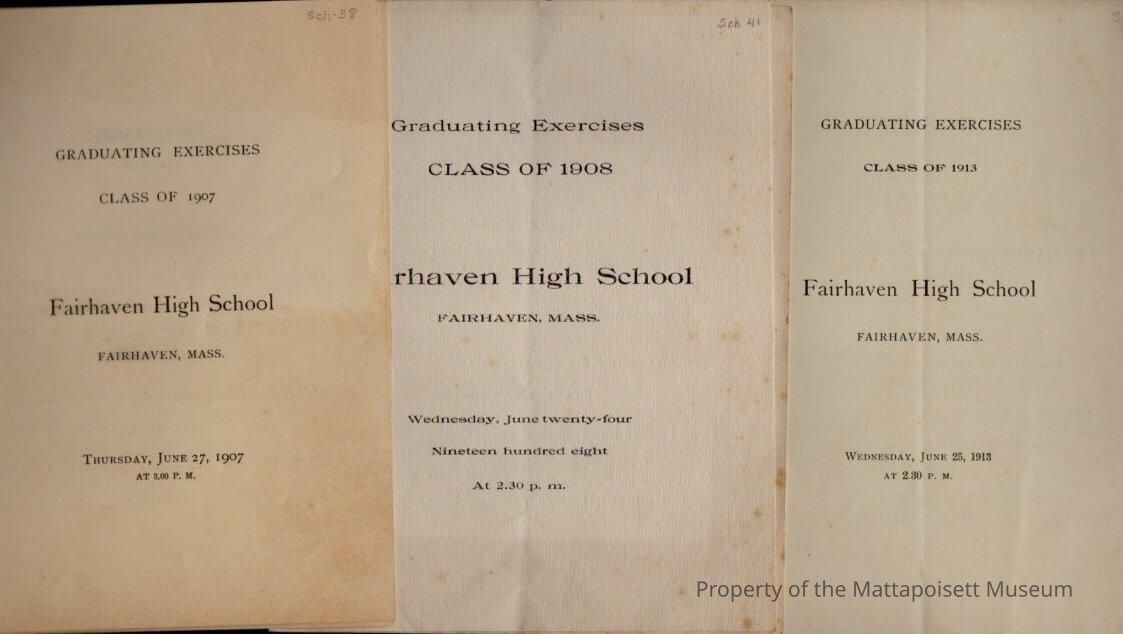 Sch-38
GRADUATING EXERCISES
CLASS OF 1907
Fairhaven High School
FAIRHAVEN, MASS.
THURSDAY, JUNE 27, 1907
AT 3.00 P. M.
Sch 41
Graduating Exercises
CLASS OF 1908
rhaven High School
FAIRHAVEN, MASS.
Wednesday, June twenty-four
Nineteen hundred eight
At 2.30 p. m.
GRADUATING EXERCISES
CLASS OF 1913
Fairhaven High School
FAIRHAVEN, MASS.
WEDNESDAY, JUNE 25, 1913
AT 2.30 P. M.
Property of the Mattapoisett Museum